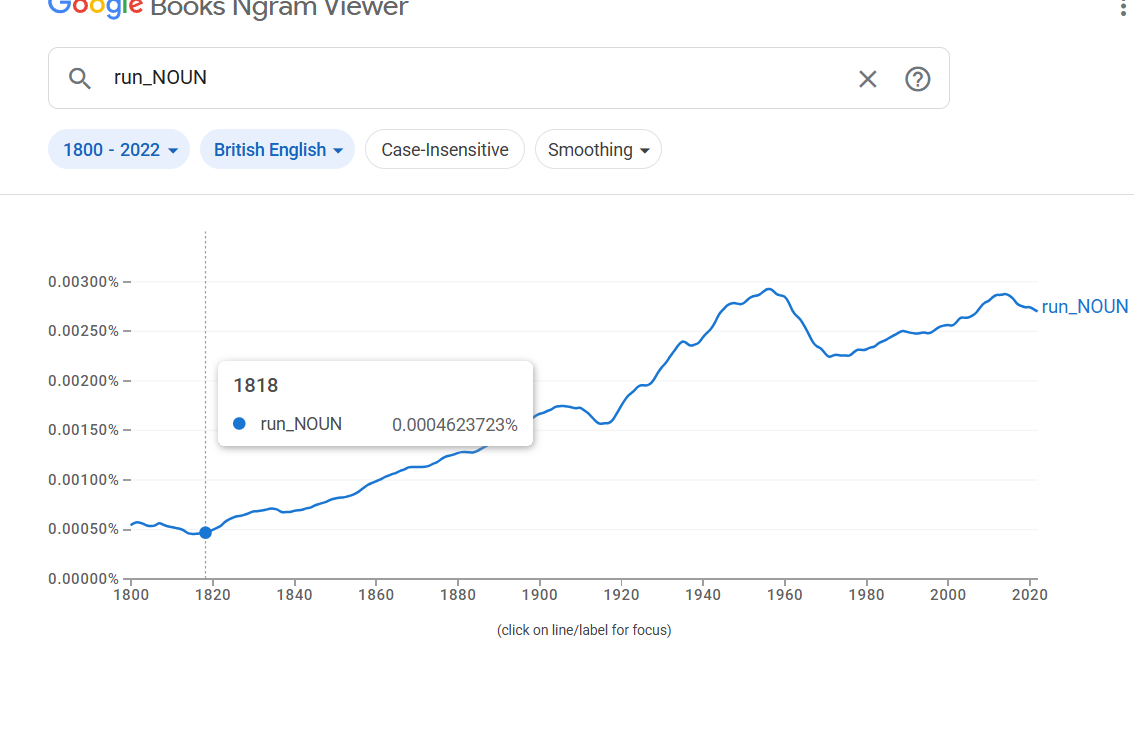 Google Books Ngram Viewer
run_NOUN
1800 - 2022
British English
Case-Insensitive
Smoothing
0.00300%
0.00250%
0.00200%
0.00150%
0.00100%
0.00050%
0.00000%
run_NOUN
1818
run_NOUN 0.0004623723%
1800 1820 1840 1860 1880 1900 1920 1940 1960 1980 2000 2020
(click on line/label for focus)